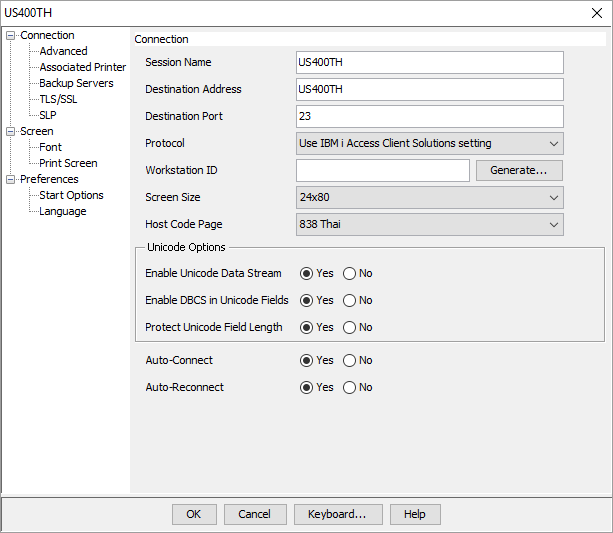 US400TH
Connection
Advanced
Associated Printer
Backup Servers
TLS/SSL
SLP
Screen
Font
Print Screen
Preferences
Start Options
Language
Connection
Session Name US400TH
Destination Address US400TH
Destination Port 23
Protocol Use IBM i Access Client Solutions setting
Workstation ID Generate...
Screen Size 24x80
Host Code Page 838 Thai
Unicode Options
Enable Unicode Data Stream Yes No
Enable DBCS in Unicode Fields Yes No
Protect Unicode Field Length Yes No
Auto-Connect Yes No
Auto-Reconnect Yes No
OK Cancel Keyboard... Help